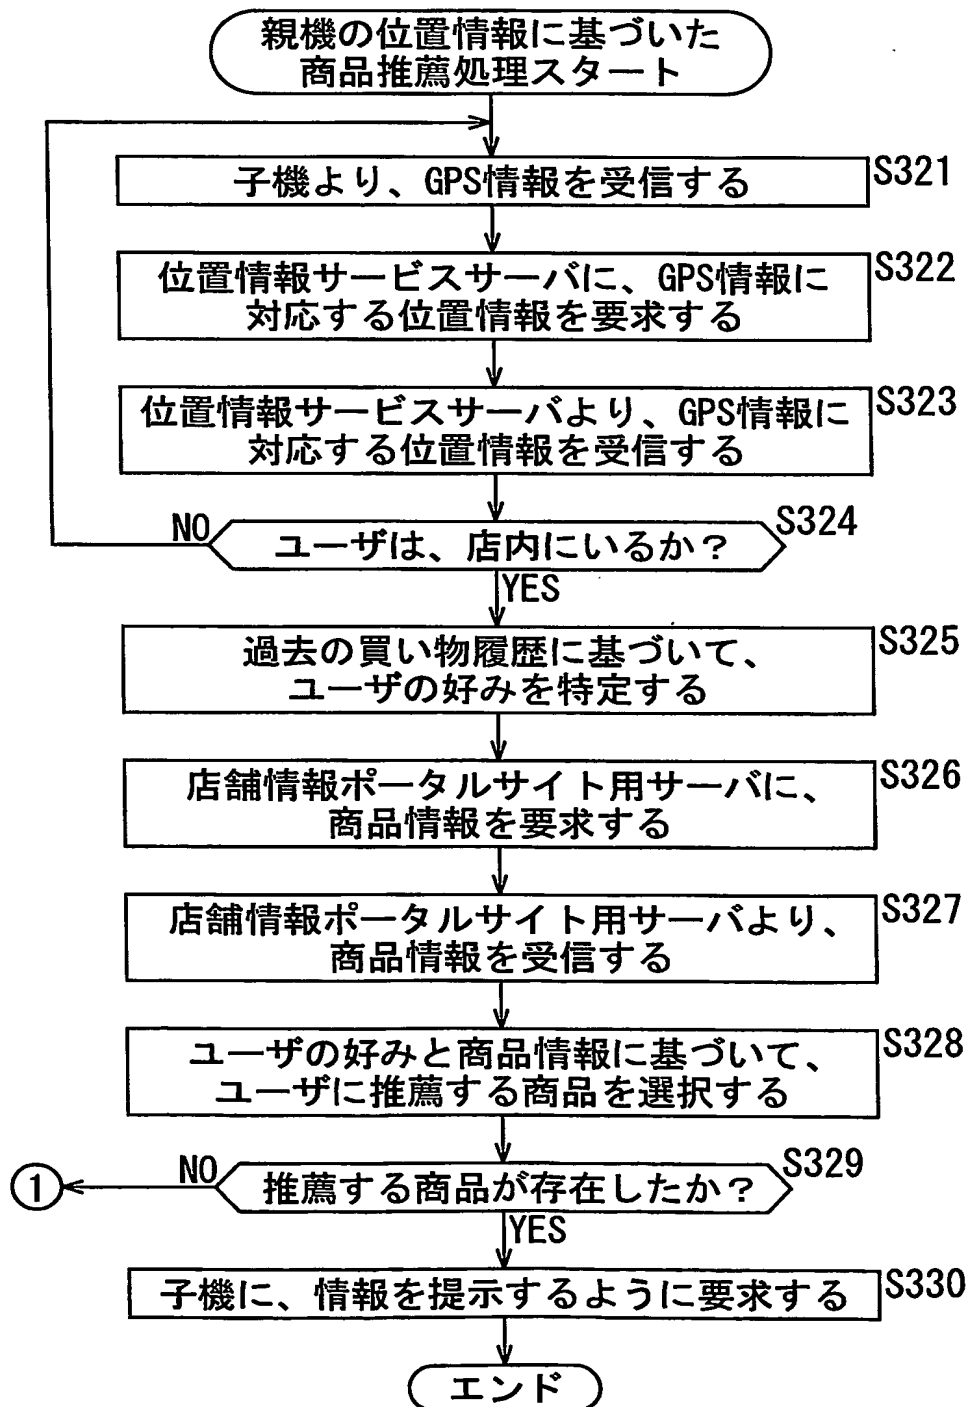 親機の位置情報に基づいた
商品推薦処理スタート
子機より、GPS情報を受信する
S321
位置情報サービスサーバに、GPS情報に
対応する位置情報を要求する
S322
位置情報サービスサーバより、GPS情報に
対応する位置情報を受信する
S323
NO
ユーザは、店内にいるか？
S324
YES
過去の買い物履歴に基づいて、
ユーザの好みを特定する
S325
店舗情報ポータルサイト用サーバに、
商品情報を要求する
S326
店舗情報ポータルサイト用サーバより、
商品情報を受信する
S327
ユーザの好みと商品情報に基づいて、
ユーザに推薦する商品を選択する
S328
1
NO
推薦する商品が存在したか？
S329
YES
子機に、情報を提示するように要求する
S330
エンド